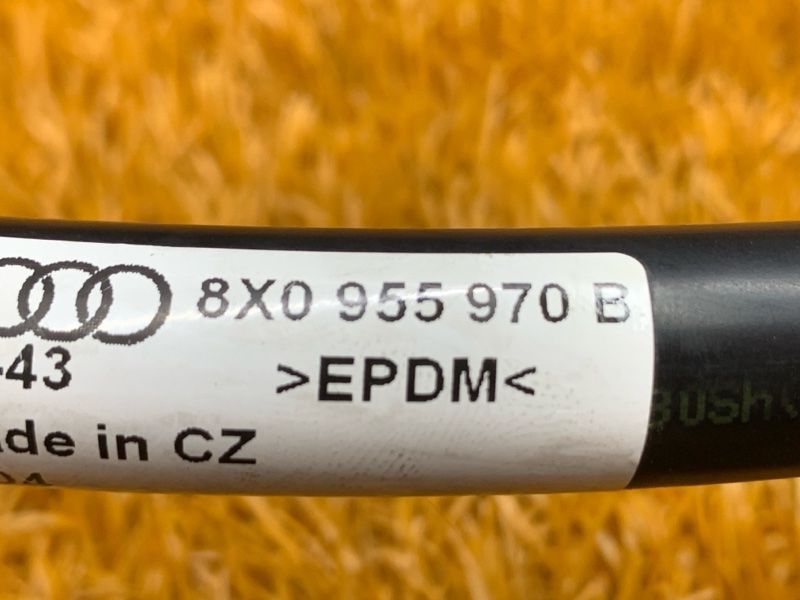 8X0 955 970 B
-43 >EPDM<
ade in CZ